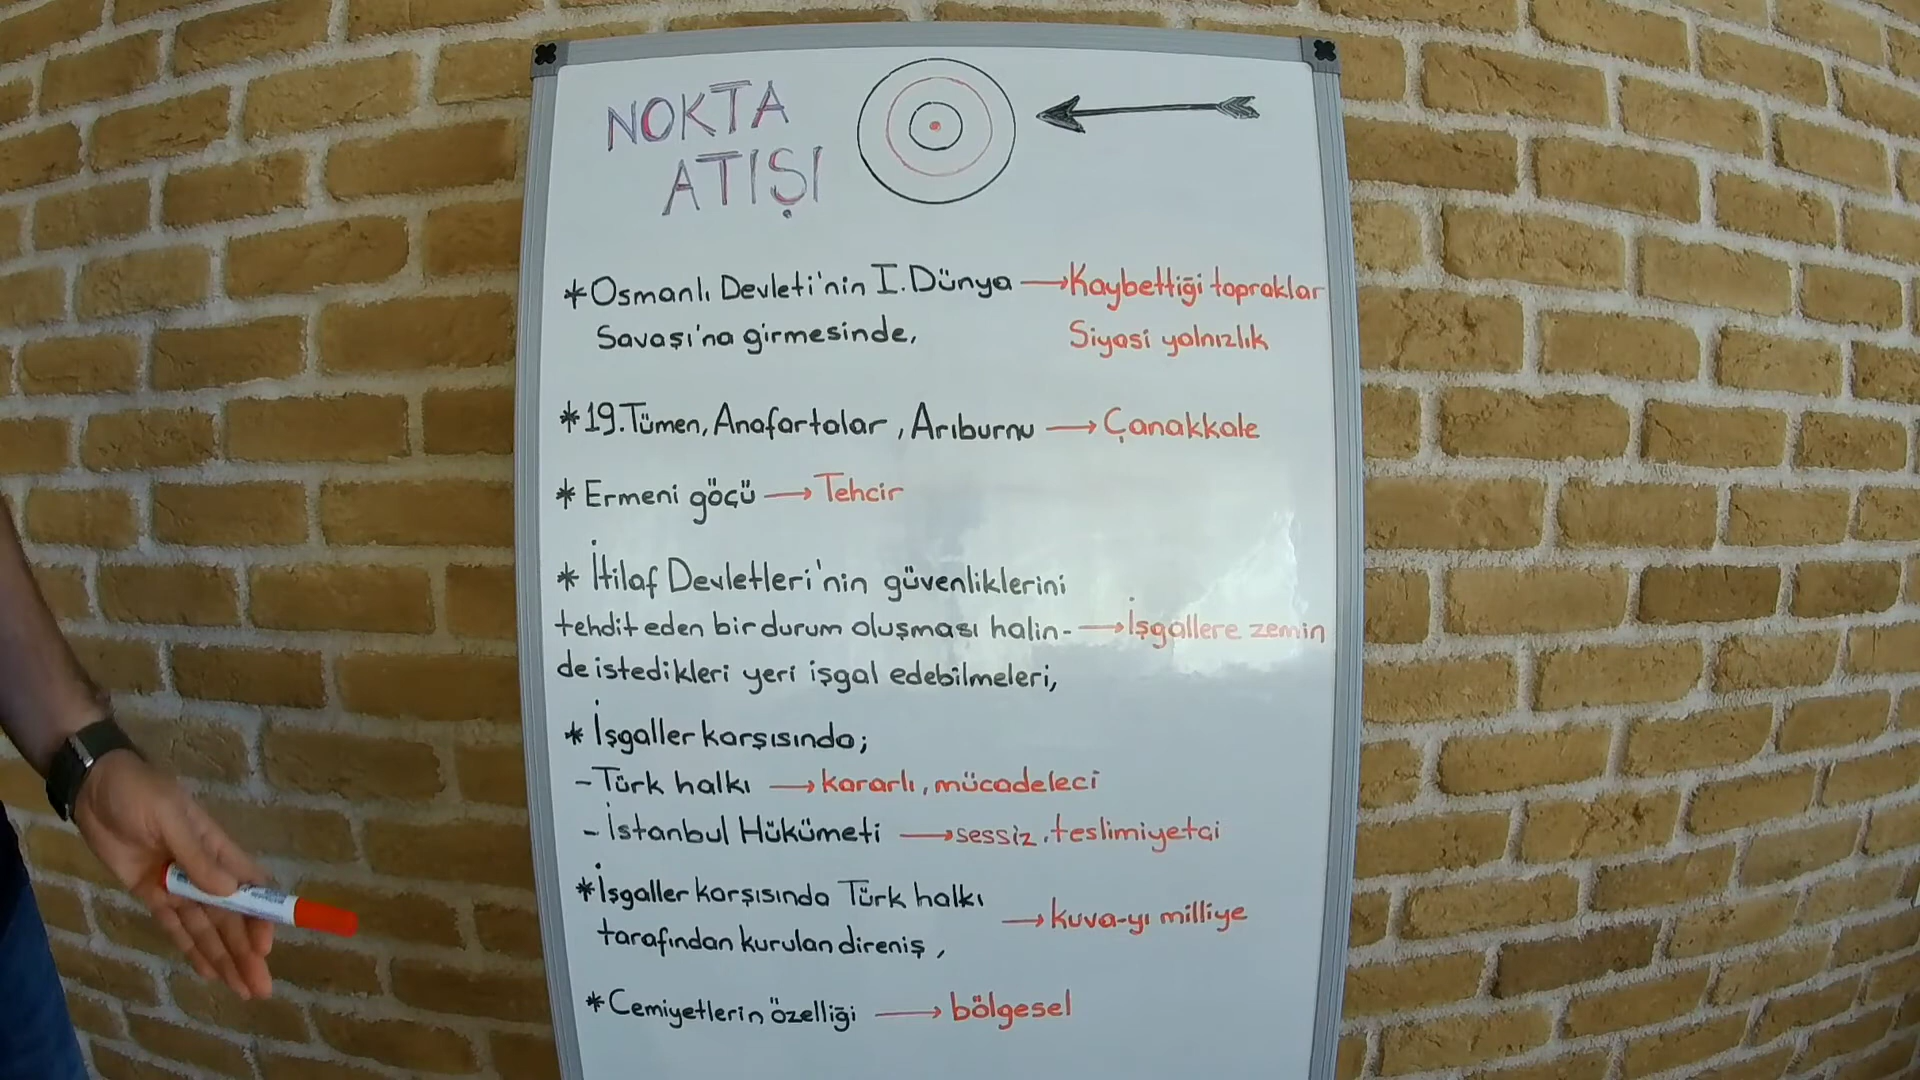 NOKTA
ATIŞI
* Osmanlı Devleti'nin I. Dünya → Kaybettiği topraklar
Savaşı'na girmesinde, Siyasi yalnızlık
* 19. Tümen, Anafartalar, Arıburnu → Çanakkale
* Ermeni göçü → Tehcir
* İtilaf Devletleri'nin güvenliklerini
tehdit eden bir durum oluşması halin- → İşgallere zemin
de istedikleri yeri işgal edebilmeleri,
* İşgaller karşısında;
- Türk halkı → kararlı, mücadeleci
- İstanbul Hükümeti → sessiz, teslimiyetçi
* İşgaller karşısında Türk halkı
tarafından kurulan direniş, → kuva-yı milliye
* Cemiyetlerin özelliği → bölgesel